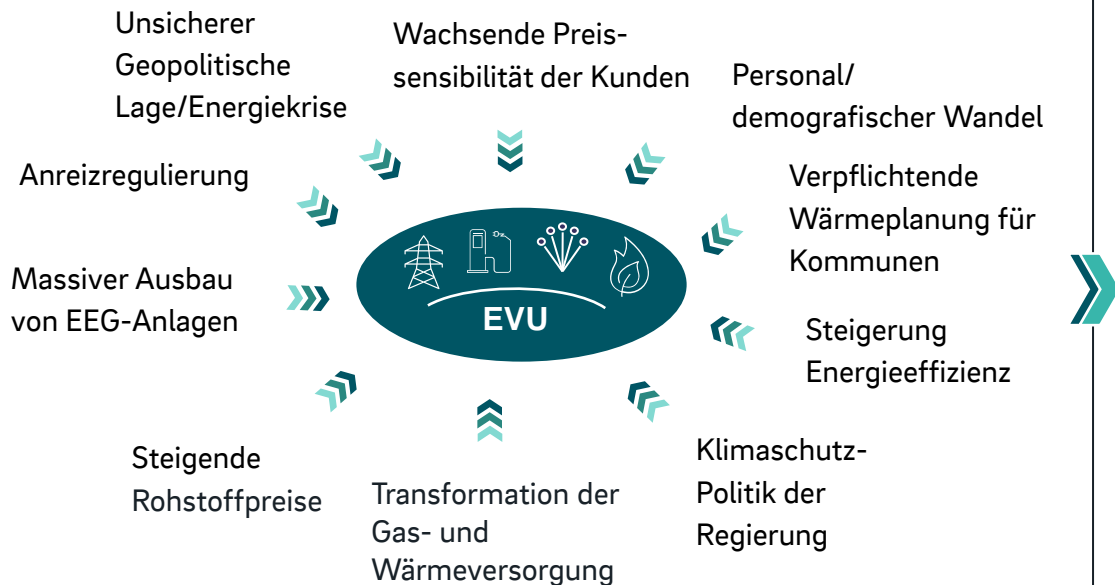 Unsicherer
Geopolitische
Lage/Energiekrise
Wachsende Preis-
sensibilität der Kunden
Personal/
demografischer Wandel
Anreizregulierung
Verpflichtende
Wärmeplanung für
Kommunen
Massiver Ausbau
von EEG-Anlagen
EVU
Steigerung
Energieeffizienz
Steigende
Rohstoffpreise
Transformation der
Gas- und
Wärmeversorgung
Klimaschutz-
Politik der
Regierung